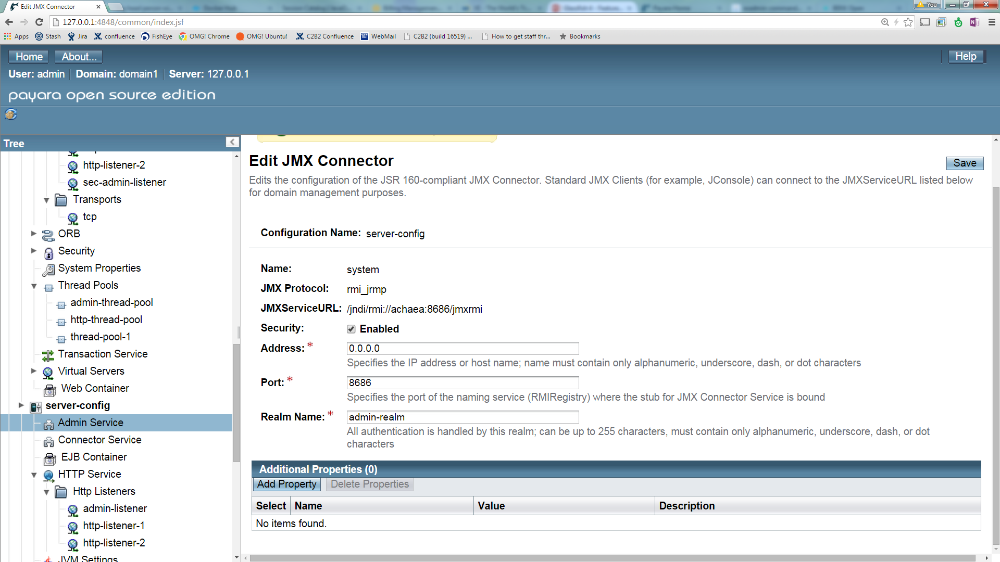 Edit JMX Connector
You
127.0.0.1:4848/common/index.jsf
Apps Stash Jira confluence FishEye OMG! Chrome OMG! Ubuntu! C2B2 Confluence WebMail C2B2 (build 16519) ... How to get staff thr... Bookmarks
Home About... Help
User: admin Domain: domain1 Server: 127.0.0.1
payara open source edition
Tree
http-listener-2
sec-admin-listener
Transports
tcp
ORB
Security
System Properties
Thread Pools
admin-thread-pool
http-thread-pool
thread-pool-1
Transaction Service
Virtual Servers
Web Container
server-config
Admin Service
Connector Service
EJB Container
HTTP Service
Http Listeners
admin-listener
http-listener-1
http-listener-2
JVM Settings
Edit JMX Connector
Save
Edits the configuration of the JSR 160-compliant JMX Connector. Standard JMX Clients (for example, JConsole) can connect to the JMXServiceURL listed below
for domain management purposes.
Configuration Name: server-config
Name: system
JMX Protocol: rmi_jrmp
JMXServiceURL: /jndi/rmi://achaea:8686/jmxrmi
Security: Enabled
Address: * 0.0.0.0
Specifies the IP address or host name; name must contain only alphanumeric, underscore, dash, or dot characters
Port: * 8686
Specifies the port of the naming service (RMIRegistry) where the stub for JMX Connector Service is bound
Realm Name: * admin-realm
All authentication is handled by this realm; can be up to 255 characters, must contain only alphanumeric, underscore, dash, or dot
characters
Additional Properties (0)
Add Property Delete Properties
Select Name Value Description
No items found.